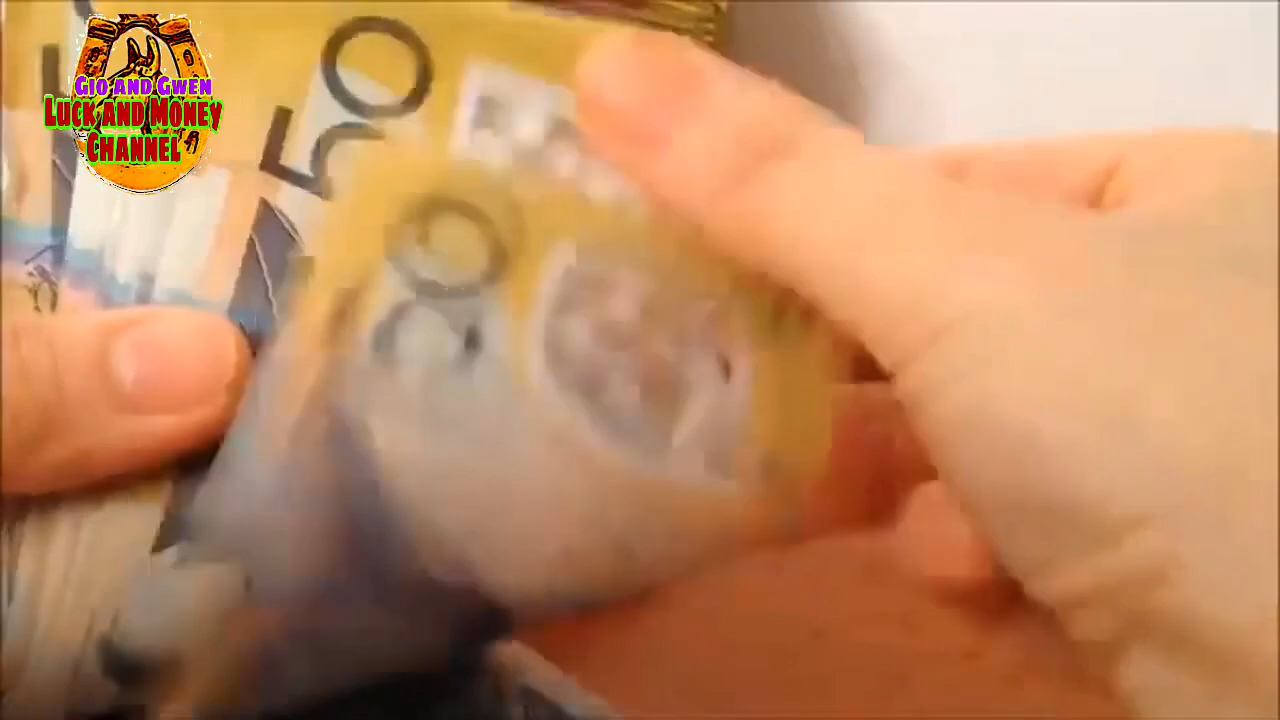 GIO AND GWEN
LUCK AND MONEY
CHANNEL
50
50